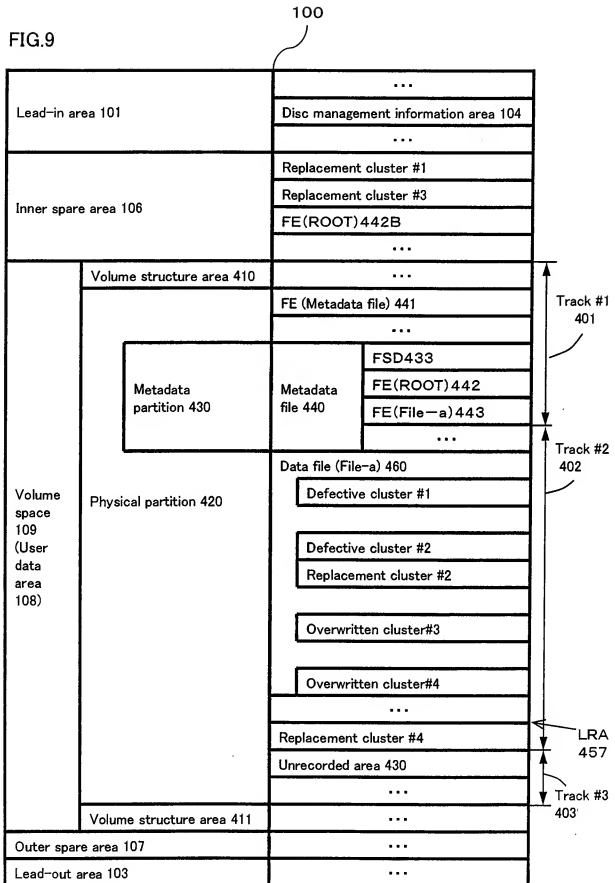 FIG.9
100
Lead-in area 101
...
Disc management information area 104
...
Inner spare area 106
Replacement cluster #1
Replacement cluster #3
FE(ROOT)442B
...
Volume space 109 (User data area 108)
Volume structure area 410
...
Physical partition 420
FE (Metadata file) 441
...
Metadata
partition 430
Metadata
file 440
FSD433
FE(ROOT)442
FE(File-a)443
...
Data file (File-a) 460
Defective cluster #1
Defective cluster #2
Replacement cluster #2
Overwritten cluster#3
Overwritten cluster#4
...
Replacement cluster #4
Unrecorded area 430
...
Volume structure area 411
...
Outer spare area 107
...
Lead-out area 103
...
Track #1
401
Track #2
402
LRA
457
Track #3
403